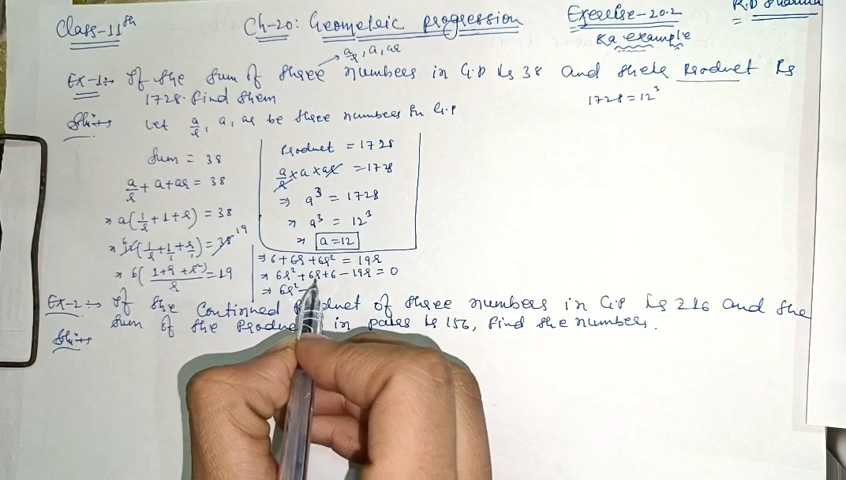 Class-11th Ch-20: Geometric progression Exercise-20.2 R.D Sharma
Ka example
a/r, a, ar
Ex-1:→ If the Sum of three numbers in G.P is 38 and their Product is
1728. find them
1728 = 12³
Sol:→ Let a/r, a, ar be three numbers in G.P
Sum = 38
a/r + a + ar = 38
⇒ a(1/r + 1 + r) = 38
⇒ (1/r + 1/1 + r/1) = 38 19
⇒ 6(1+r+r²/r) = 19
Product = 1728
a/r × a × ar = 1728
⇒ a³ = 1728
⇒ a³ = 12³
⇒ a=12
⇒ 6 + 6r + 6r² = 19r
⇒ 6r² + 6r + 6 - 19r = 0
⇒ 6r² -
Ex-2:→ If the Continued product of three numbers in G.P is 216 and the
Sum of the Product in pairs is 156, find the numbers.
Sol:→